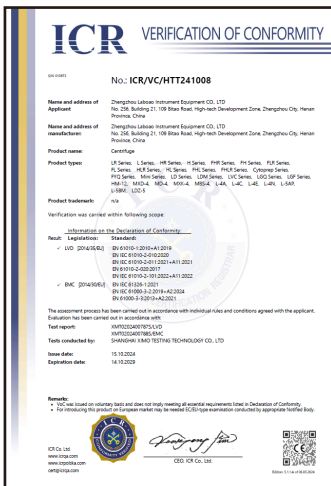 ICR
VERIFICATION OF CONFORMITY
No.: ICR/VC/HTT241008
Name and address of Applicant
Zhengzhou Laboao Instrument Equipment CO., LTD
No. 256, Building 21, 109 Bitao Road, High-tech Development Zone, Zhengzhou City, Henan Province, China
Name and address of manufacturer:
Zhengzhou Laboao Instrument Equipment CO., LTD
No. 256, Building 21, 109 Bitao Road, High-tech Development Zone, Zhengzhou City, Henan Province, China
Product name:
Centrifuge
Product types:
LR Series, L Series, HR Series, H Series, FHR Series, FH Series, FLR Series,
FL Series, HLR Series, HL Series, FHL Series, FHLR Series, Cytoprep Series,
PYQ Series, Mini Series, LD Series, LDM Series, LVC Series, LGQ Series, LGF Series,
HM-12, MXD-4, MD-4, MXK-4, MBS-4, L-4A, L-4C, L-4E, L-4N, L-5AP,
L-5BM, LDZ-5
Product trademark:
n/a
Verification was carried within following scope
Information on the Declaration of Conformity:
Result: Legislation: Standard:
✓ LVD [2014/35/EU] EN 61010-1:2010+A1:2019
EN IEC 61010-2-010:2020
EN IEC 61010-2-011:2021+A11:2021
EN 61010-2-020:2017
EN IEC 61010-2-101:2022+A11:2022
✓ EMC [2014/30/EU] EN IEC 61326-1:2021
EN IEC 61000-3-2:2019+A2:2024
EN 61000-3-3:2013+A2:2021
The assessment process has been carried out in accordance with individual rules and conditions agreed with the applicant.
Evaluation has been carried out in accordance with
Test report:
XMT0202400787S/LVD
XMT0202400788S/EMC
Tests conducted by:
SHANGHAI XIMO TESTING TECHNOLOGY CO., LTD
Issue date:
15.10.2024
Expiration date:
14.10.2029
Remarks:
• VoC was issued on voluntary basis and does not imply meeting all essential requirements listed in Declaration of Conformity.
• For introducing this product on European market may be needed EC/EU-type examination conducted by appropriate Notified Body.
ICR Co. Ltd.
www.icrqa.com
www.icrpolska.com
cert@icrqa.com
CEO, ICR Co. Ltd.